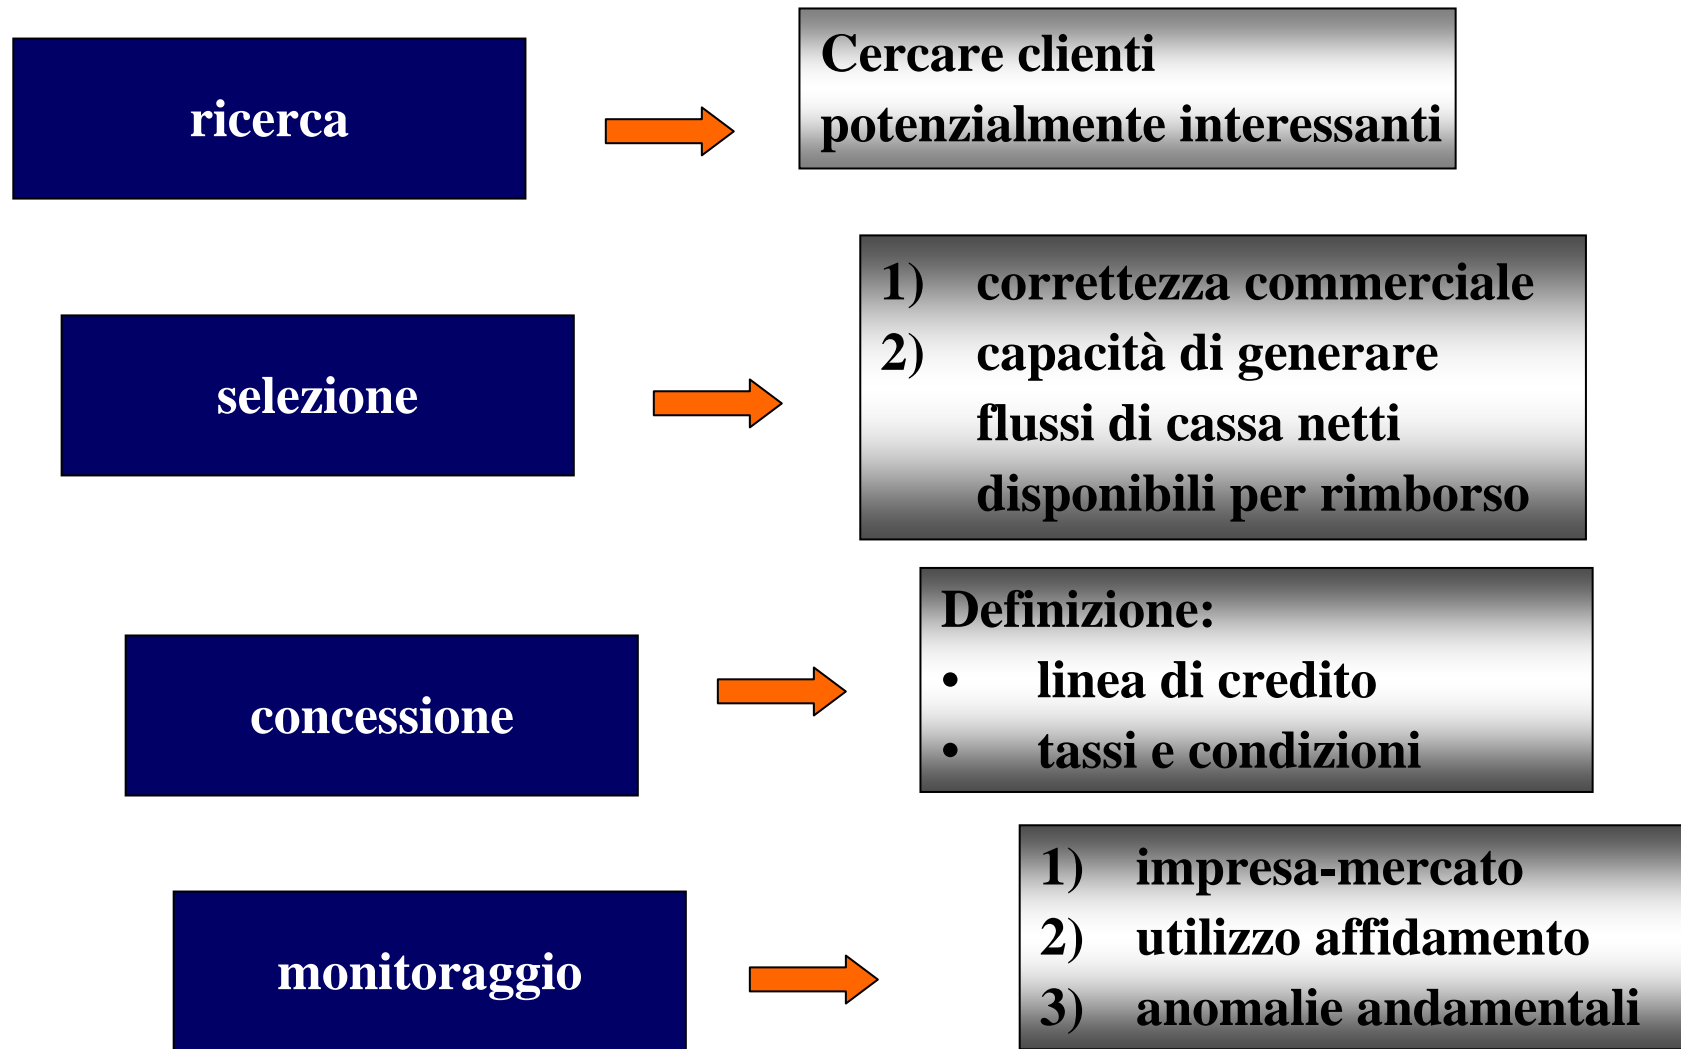 ricerca
Cercare clienti
potenzialmente interessanti
selezione
1) correttezza commerciale
2) capacità di generare
flussi di cassa netti
disponibili per rimborso
concessione
Definizione:
• linea di credito
• tassi e condizioni
monitoraggio
1) impresa-mercato
2) utilizzo affidamento
3) anomalie andamentali